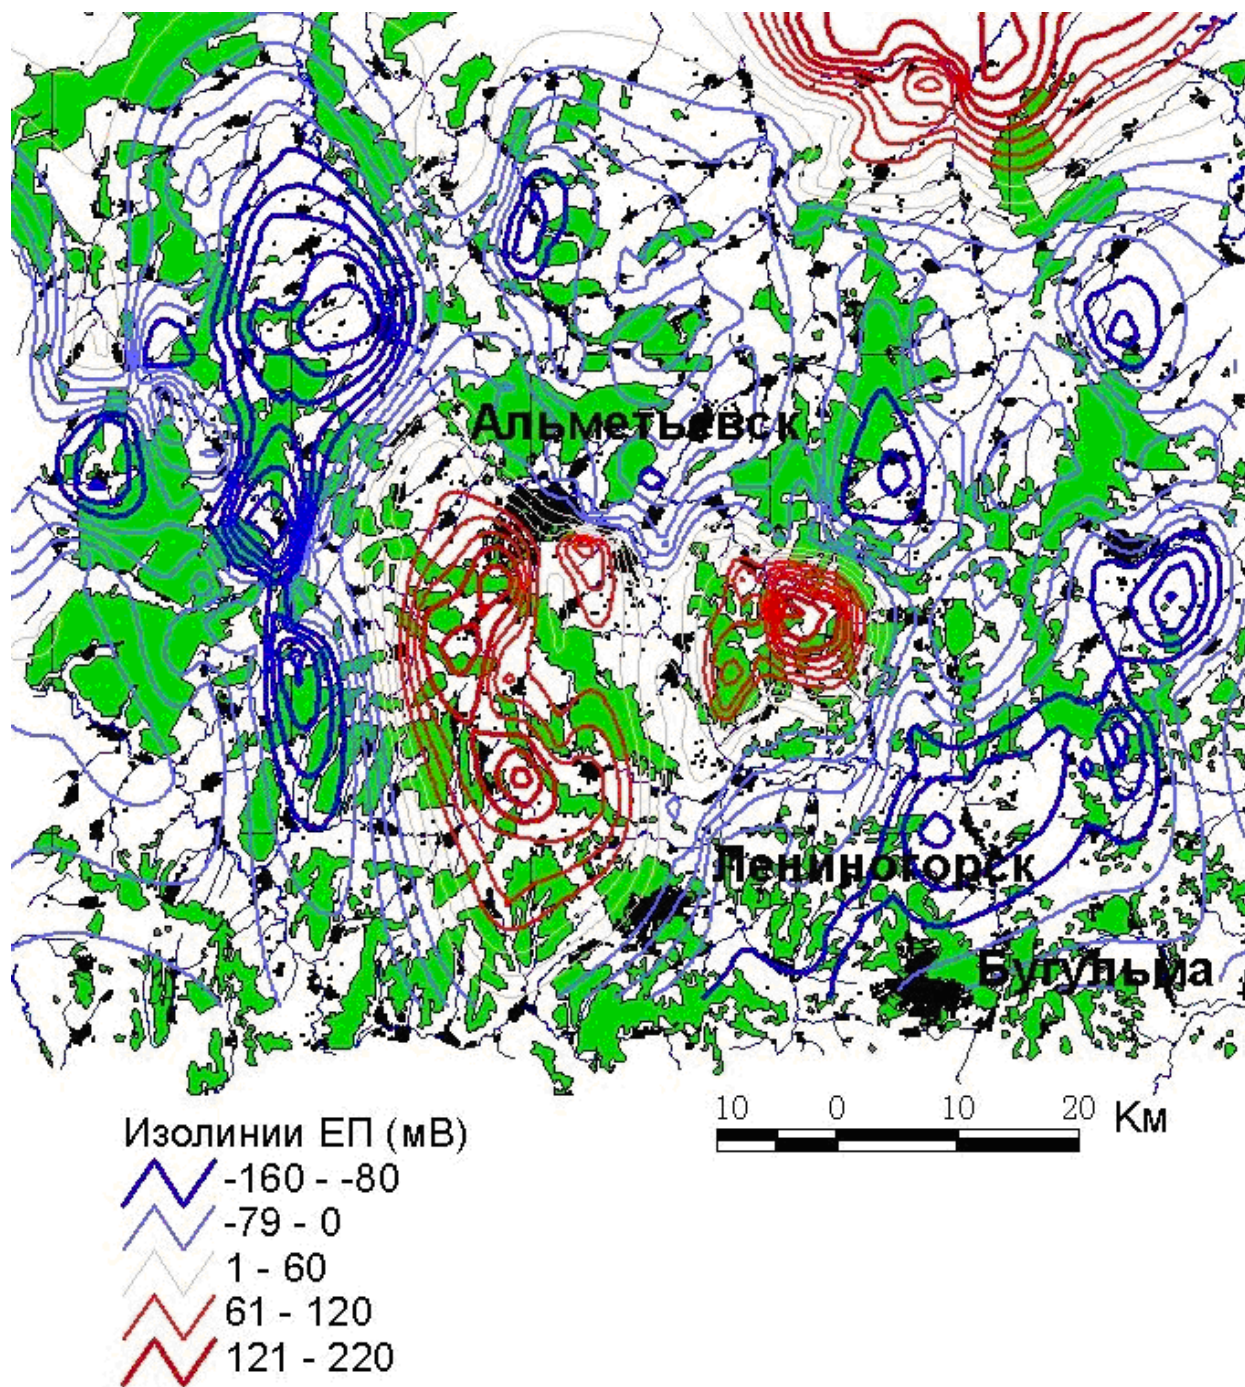 Альметьевск
Лениногорск
Бугульма
10 0 10 20 Км
Изолинии ЕП (мВ)
-160 - -80
-79 - 0
1 - 60
61 - 120
121 - 220